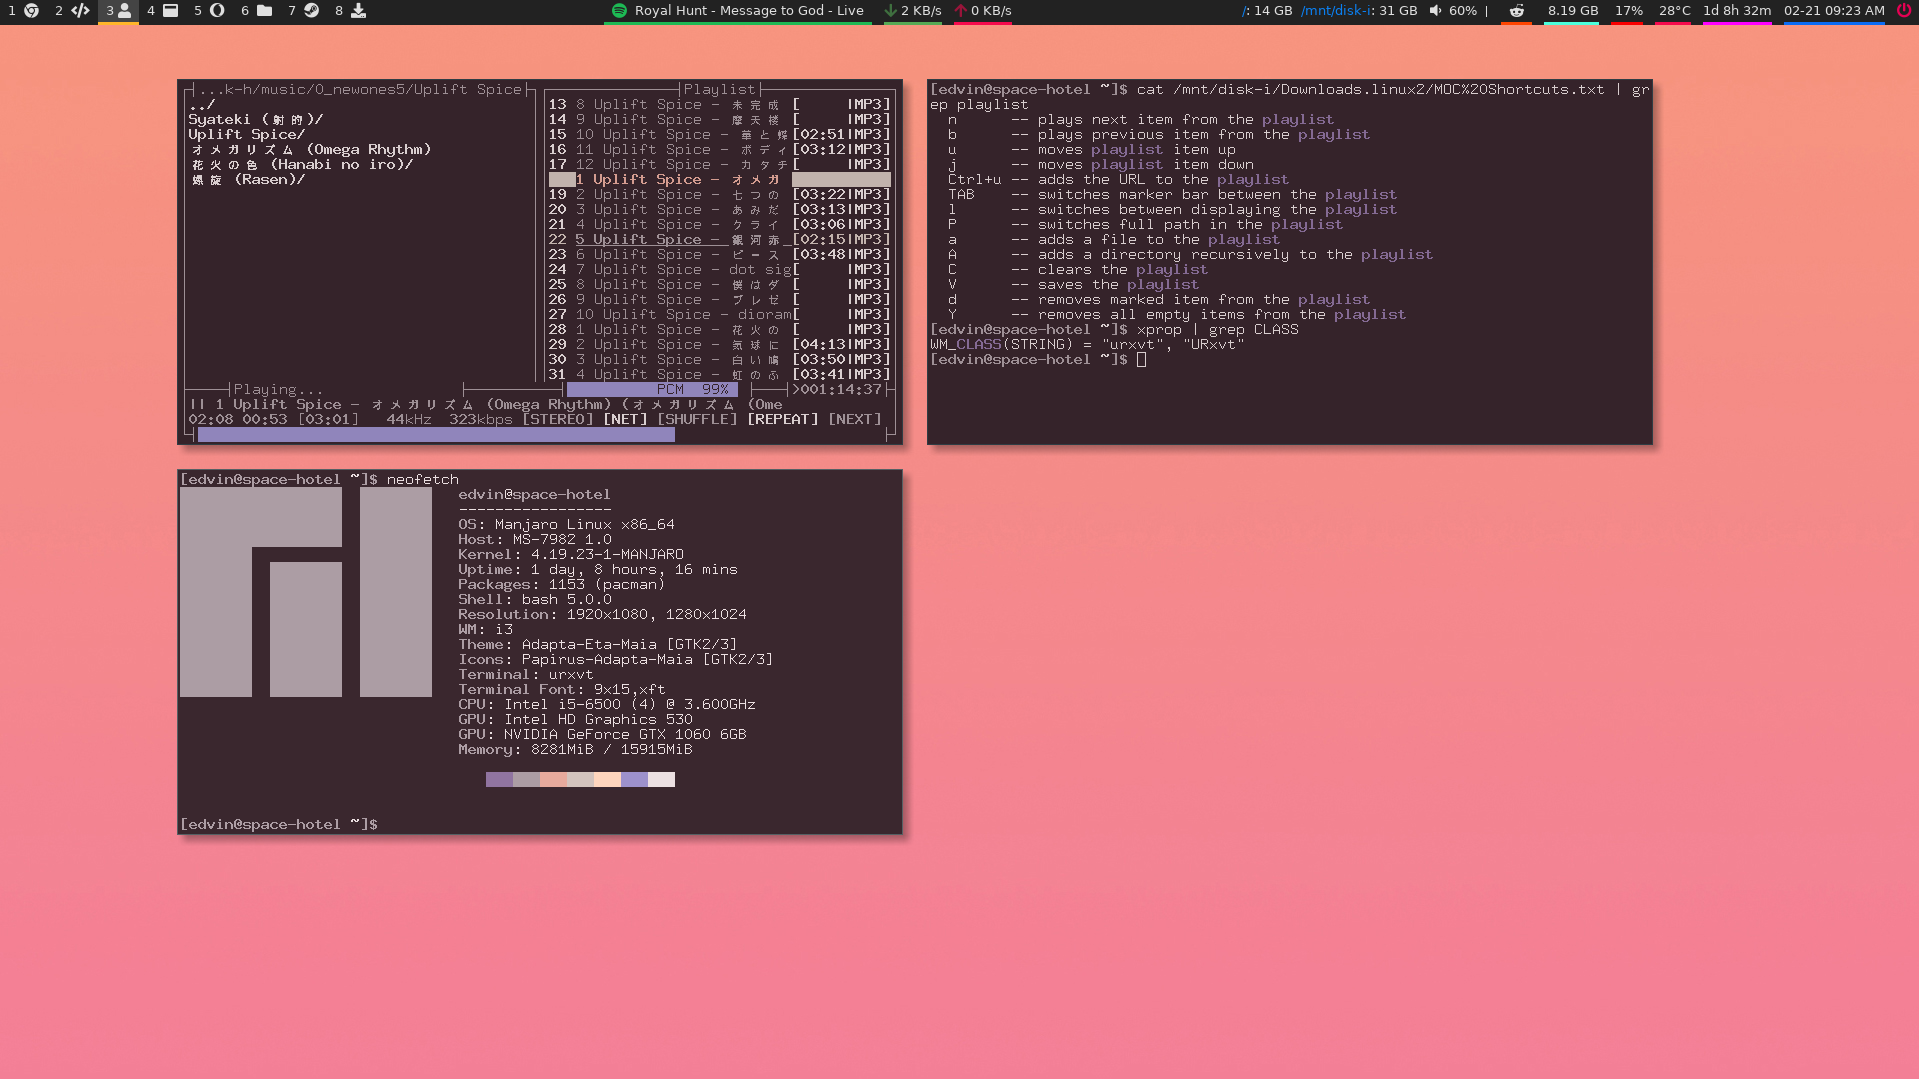 1 2 3 4 5 6 7 8 Royal Hunt - Message to God - Live 2 KB/s 0 KB/s /: 14 GB /mnt/disk-i: 31 GB 60% | 8.19 GB 17% 28°C 1d 8h 32m 02-21 09:23 AM
...k-h/music/0_newones5/Uplift Spice
../
Syateki (射的)/
Uplift Spice/
オメガリズム (Omega Rhythm)
花火の色 (Hanabi no iro)/
螺旋 (Rasen)/
Playlist
13 8 Uplift Spice - 未完成 [ |MP3]
14 9 Uplift Spice - 摩天楼 [ |MP3]
15 10 Uplift Spice - 華と蝶 [02:51|MP3]
16 11 Uplift Spice - ボディ [03:12|MP3]
17 12 Uplift Spice - カタチ [ |MP3]
1 Uplift Spice - オメガ
19 2 Uplift Spice - 七つの [03:22|MP3]
20 3 Uplift Spice - あみだ [03:13|MP3]
21 4 Uplift Spice - クライ [03:06|MP3]
22 5 Uplift Spice - 銀河赤 [02:15|MP3]
23 6 Uplift Spice - ピース [03:48|MP3]
24 7 Uplift Spice - dot sig[ |MP3]
25 8 Uplift Spice - 僕はダ [ |MP3]
26 9 Uplift Spice - プレゼ [ |MP3]
27 10 Uplift Spice - dioram[ |MP3]
28 1 Uplift Spice - 花火の [ |MP3]
29 2 Uplift Spice - 気球に [04:13|MP3]
30 3 Uplift Spice - 白い鳩 [03:50|MP3]
31 4 Uplift Spice - 虹のふ [03:41|MP3]
Playing... PCM 99% >001:14:37
|| 1 Uplift Spice - オメガリズム (Omega Rhythm) (オメガリズム (Ome
02:08 00:53 [03:01] 44kHz 323kbps [STEREO] [NET] [SHUFFLE] [REPEAT] [NEXT]
[edvin@space-hotel ~]$ cat /mnt/disk-i/Downloads.linux2/MOC%20Shortcuts.txt | gr
ep playlist
n -- plays next item from the playlist
b -- plays previous item from the playlist
u -- moves playlist item up
j -- moves playlist item down
Ctrl+u -- adds the URL to the playlist
TAB -- switches marker bar between the playlist
l -- switches between displaying the playlist
P -- switches full path in the playlist
a -- adds a file to the playlist
A -- adds a directory recursively to the playlist
C -- clears the playlist
V -- saves the playlist
d -- removes marked item from the playlist
Y -- removes all empty items from the playlist
[edvin@space-hotel ~]$ xprop | grep CLASS
WM_CLASS(STRING) = "urxvt", "URxvt"
[edvin@space-hotel ~]$
[edvin@space-hotel ~]$ neofetch
edvin@space-hotel
-----------------
OS: Manjaro Linux x86_64
Host: MS-7982 1.0
Kernel: 4.19.23-1-MANJARO
Uptime: 1 day, 8 hours, 16 mins
Packages: 1153 (pacman)
Shell: bash 5.0.0
Resolution: 1920x1080, 1280x1024
WM: i3
Theme: Adapta-Eta-Maia [GTK2/3]
Icons: Papirus-Adapta-Maia [GTK2/3]
Terminal: urxvt
Terminal Font: 9x15,xft
CPU: Intel i5-6500 (4) @ 3.600GHz
GPU: Intel HD Graphics 530
GPU: NVIDIA GeForce GTX 1060 6GB
Memory: 8281MiB / 15915MiB
[edvin@space-hotel ~]$